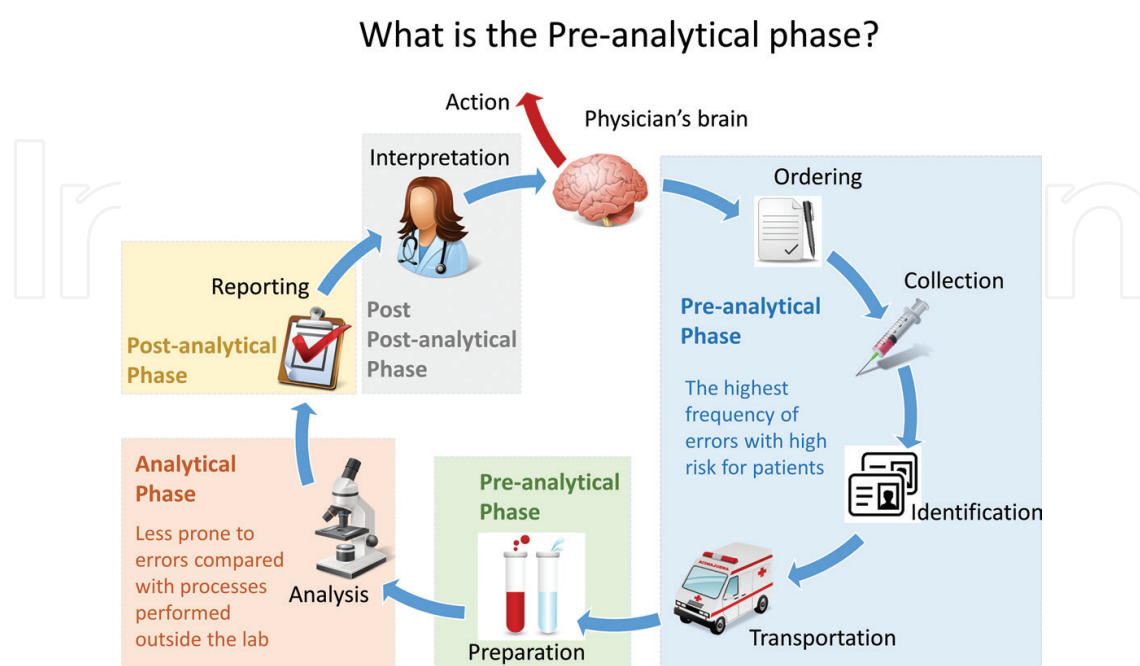 What is the Pre-analytical phase?
Action
Physician's brain
Interpretation
Ordering
Reporting
Collection
Post
Post-analytical
Phase
Pre-analytical
Phase
Post-analytical
Phase
The highest
frequency of
errors with high
risk for patients
Analytical
Phase
Pre-analytical
Phase
Identification
Less prone to
errors compared
with processes
performed
outside the lab
Analysis
Transportation
Preparation